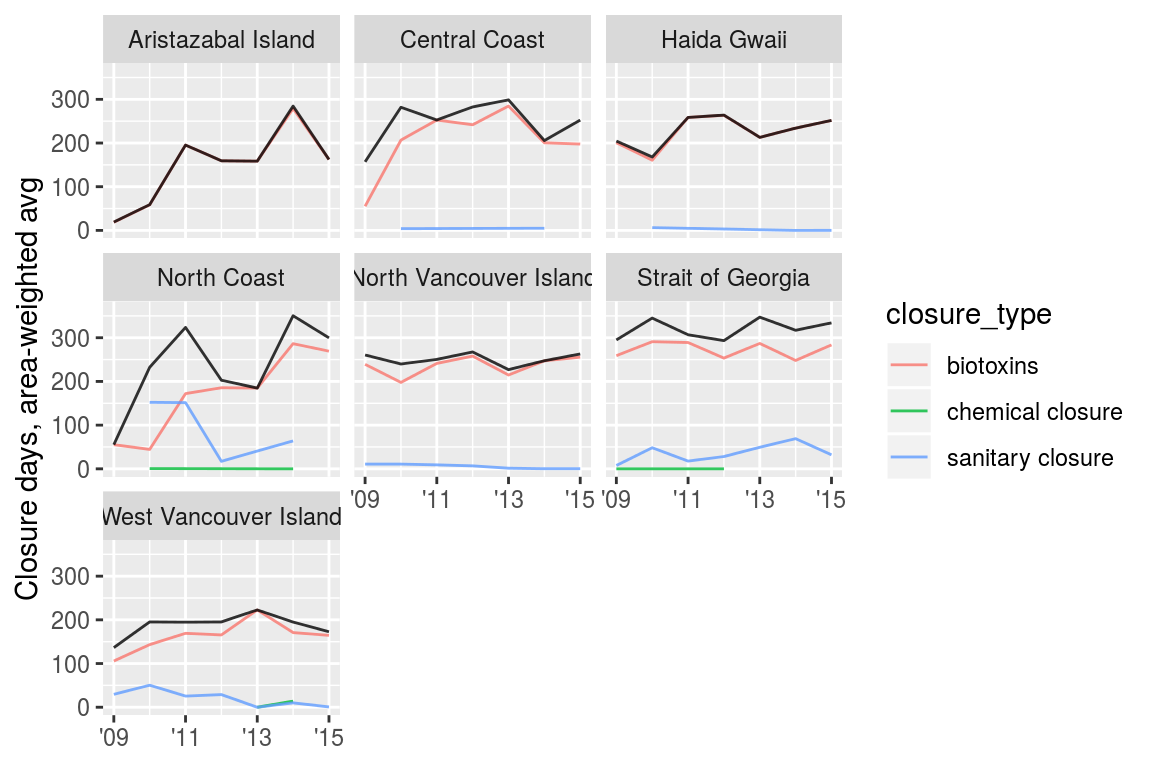 Aristazabal Island
Central Coast
Haida Gwaii
300
200
100
0
North Coast
North Vancouver Island
Strait of Georgia
300
200
100
0
'09 '11 '13 '15
'09 '11 '13 '15
West Vancouver Island
300
200
100
0
'09 '11 '13 '15
Closure days, area-weighted avg
closure_type
biotoxins
chemical closure
sanitary closure